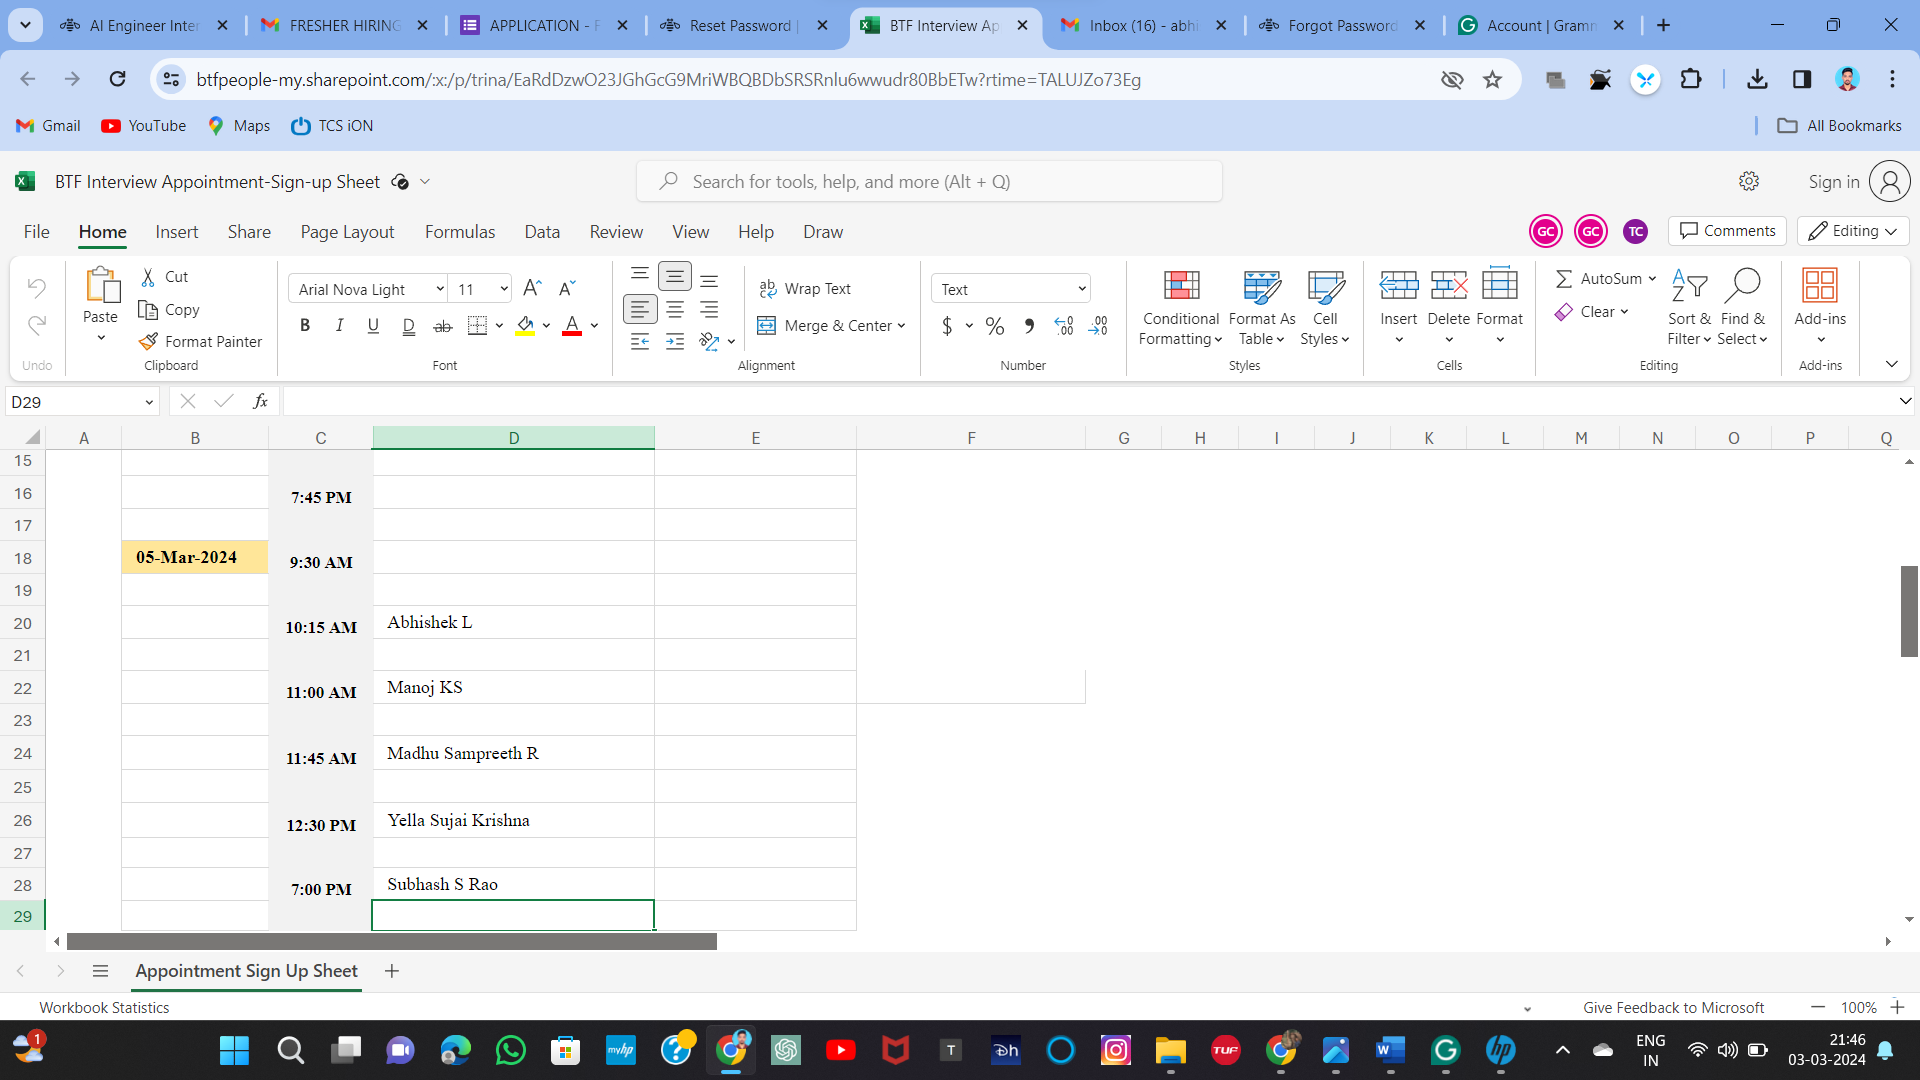 AI Engineer Inter
FRESHER HIRING
APPLICATION - F
Reset Password |
BTF Interview Ap
Inbox (16) - abhi
Forgot Password
Account | Gramm
btfpeople-my.sharepoint.com/:x:/p/trina/EaRdDzwO23JGhGcG9MriWBQBDbSRSRnlu6wwudr80BbETw?rtime=TALUJZo73Eg
Gmail YouTube Maps TCS iON All Bookmarks
BTF Interview Appointment-Sign-up Sheet
Search for tools, help, and more (Alt + Q)
Sign in
File Home Insert Share Page Layout Formulas Data Review View Help Draw
GC GC TC Comments Editing
Paste
Cut
Copy
Format Painter
Undo Clipboard
Arial Nova Light 11 A A
B I U D ab A
Font
ab Wrap Text
Merge & Center
Alignment
Text
$ % 9 .00
Number
Conditional Formatting
Format As Table
Cell Styles
Styles
Insert Delete Format
Cells
AutoSum
Clear
Sort & Filter
Find & Select
Editing
Add-ins
Add-ins
D29 fx
A B C D E F G H I J K L M N O P Q
15
16 7:45 PM
17
18 05-Mar-2024 9:30 AM
19
20 10:15 AM Abhishek L
21
22 11:00 AM Manoj KS
23
24 11:45 AM Madhu Sampreeth R
25
26 12:30 PM Yella Sujai Krishna
27
28 7:00 PM Subhash S Rao
29
Appointment Sign Up Sheet
Workbook Statistics
Give Feedback to Microsoft 100%
1
myhp
T
Dh
TUF
W
G
hp
ENG
IN
21:46
03-03-2024